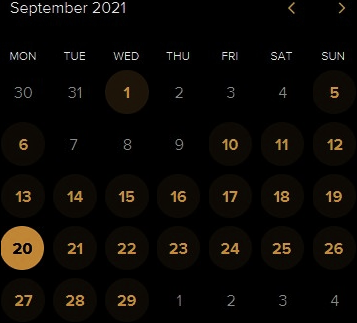 September 2021
MON TUE WED THU FRI SAT SUN
30 31 1 2 3 4 5
6 7 8 9 10 11 12
13 14 15 16 17 18 19
20 21 22 23 24 25 26
27 28 29 1 2 3 4